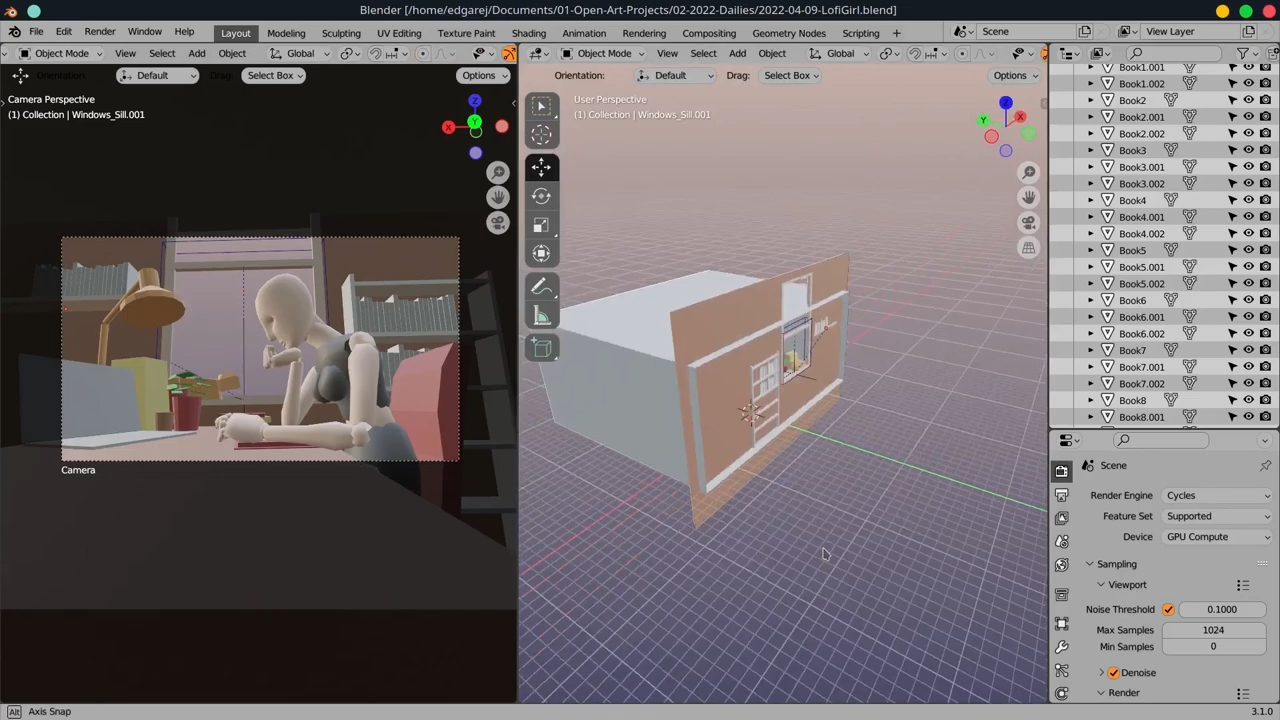 Blender [/home/edgarej/Documents/01-Open-Art-Projects/02-2022-Dailies/2022-04-09-LofiGirl.blend]
File Edit Render Window Help Layout Modeling Sculpting UV Editing Texture Paint Shading Animation Rendering Compositing Geometry Nodes Scripting + Scene View Layer
Object Mode View Select Add Object Global Object Mode View Select Add Object Global
Orientation: Default Drag: Select Box Options Orientation: Default Drag: Select Box Options
Camera Perspective
(1) Collection | Windows_Sill.001
User Perspective
(1) Collection | Windows_Sill.001
Z
X
Y
Z
X
Y
Camera
Book1.001
Book1.002
Book2
Book2.001
Book2.002
Book3
Book3.001
Book3.002
Book4
Book4.001
Book4.002
Book5
Book5.001
Book5.002
Book6
Book6.001
Book6.002
Book7
Book7.001
Book7.002
Book8
Book8.001
Scene
Render Engine Cycles
Feature Set Supported
Device GPU Compute
Sampling
Viewport
Noise Threshold 0.1000
Max Samples 1024
Min Samples 0
Denoise
Render
Alt Axis Snap 3.1.0